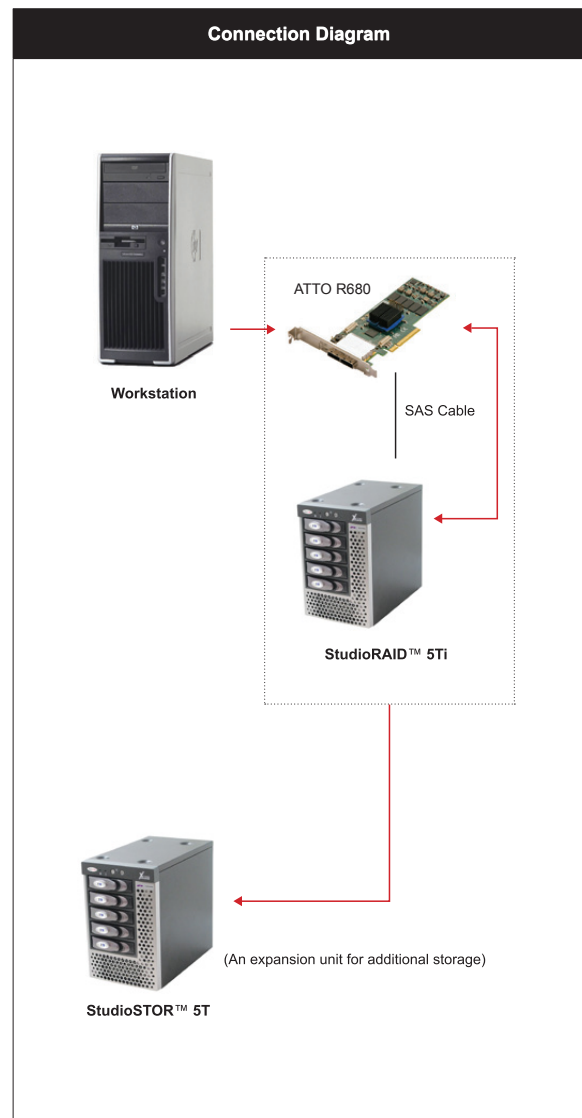 Connection Diagram
ATTO R680
Workstation
SAS Cable
StudioRAID™ 5Ti
(An expansion unit for additional storage)
StudioSTOR™ 5T